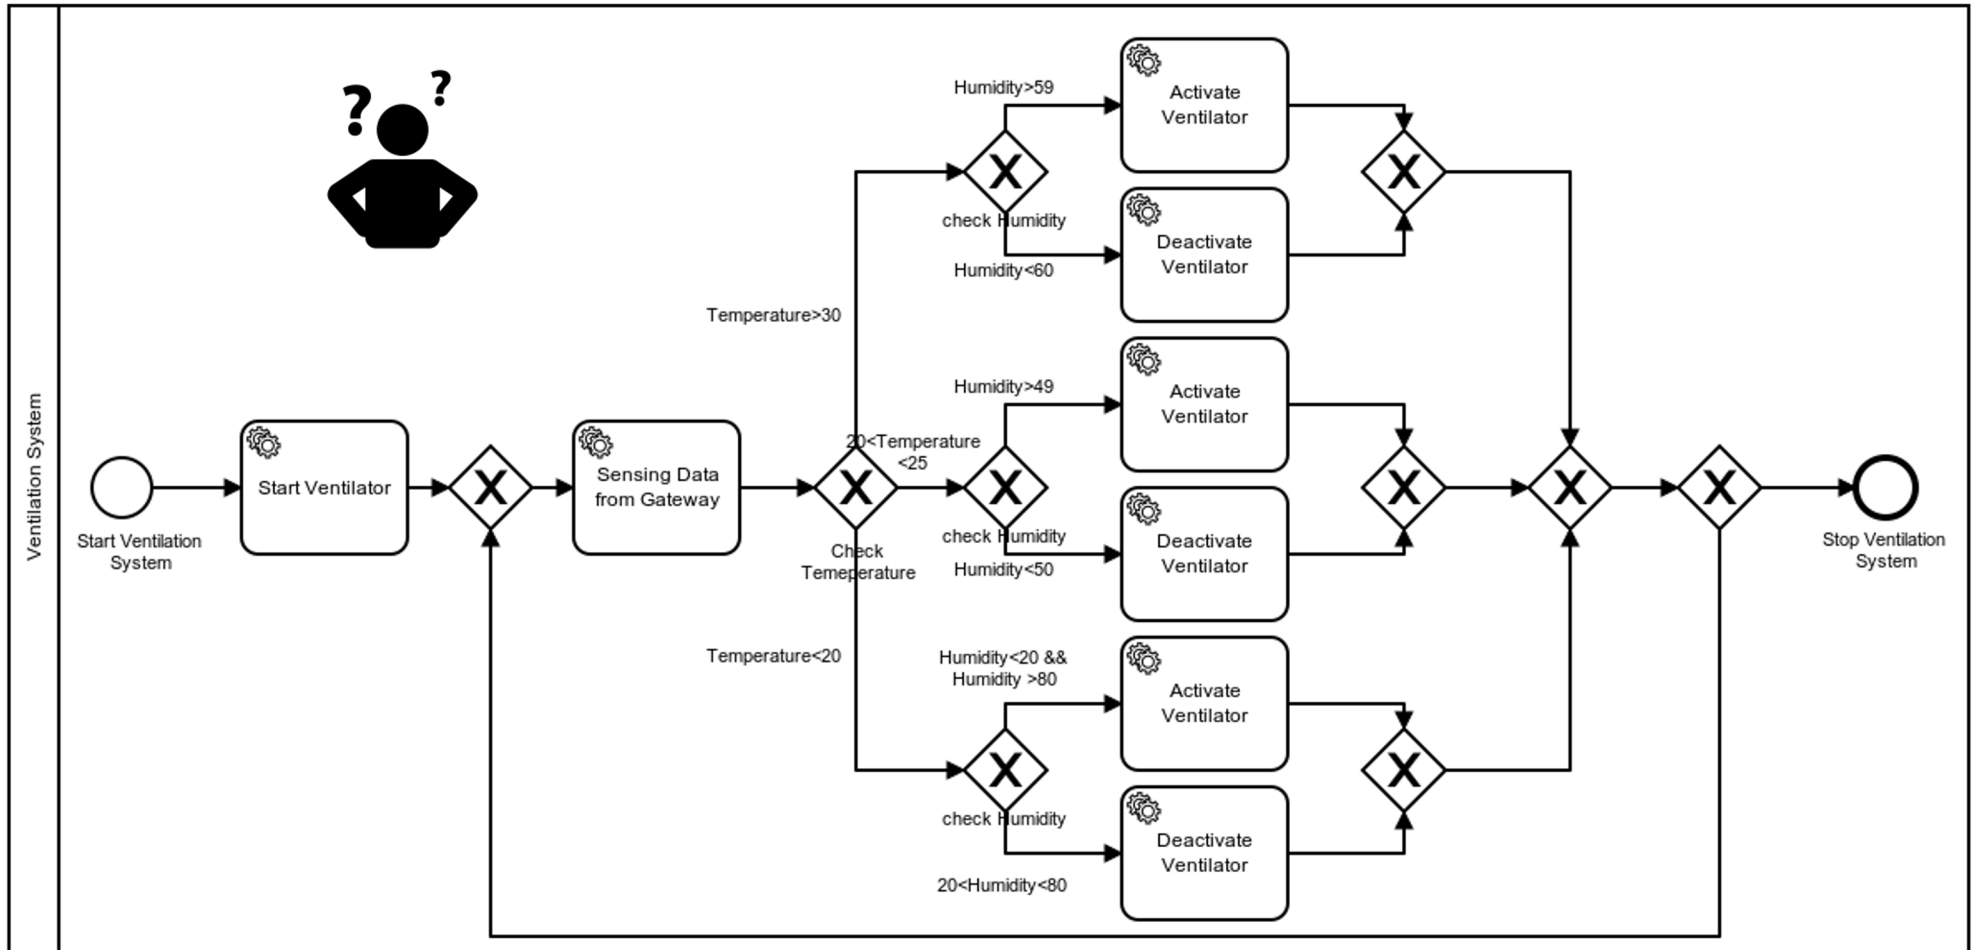 Ventilation System
? ?
Start Ventilation
System
Start Ventilator
Sensing Data
from Gateway
Check
Temeperature
Temperature>30
20<Temperature
<25
Temperature<20
Humidity>59
check Humidity
Humidity<60
Activate
Ventilator
Deactivate
Ventilator
Humidity>49
check Humidity
Humidity<50
Activate
Ventilator
Deactivate
Ventilator
Humidity<20 &&
Humidity >80
check Humidity
20<Humidity<80
Activate
Ventilator
Deactivate
Ventilator
Stop Ventilation
System